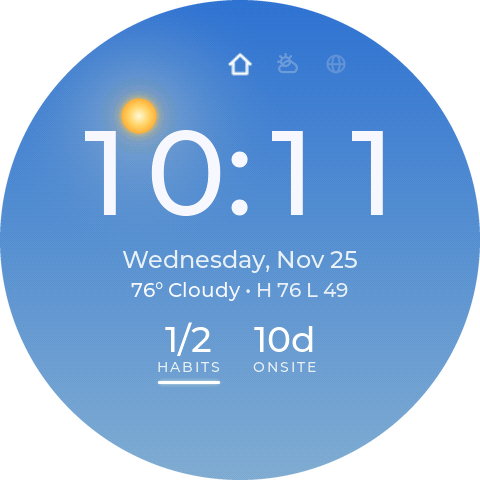 10:11
Wednesday, Nov 25
76° Cloudy • H 76 L 49
1/2 10d
HABITS ONSITE